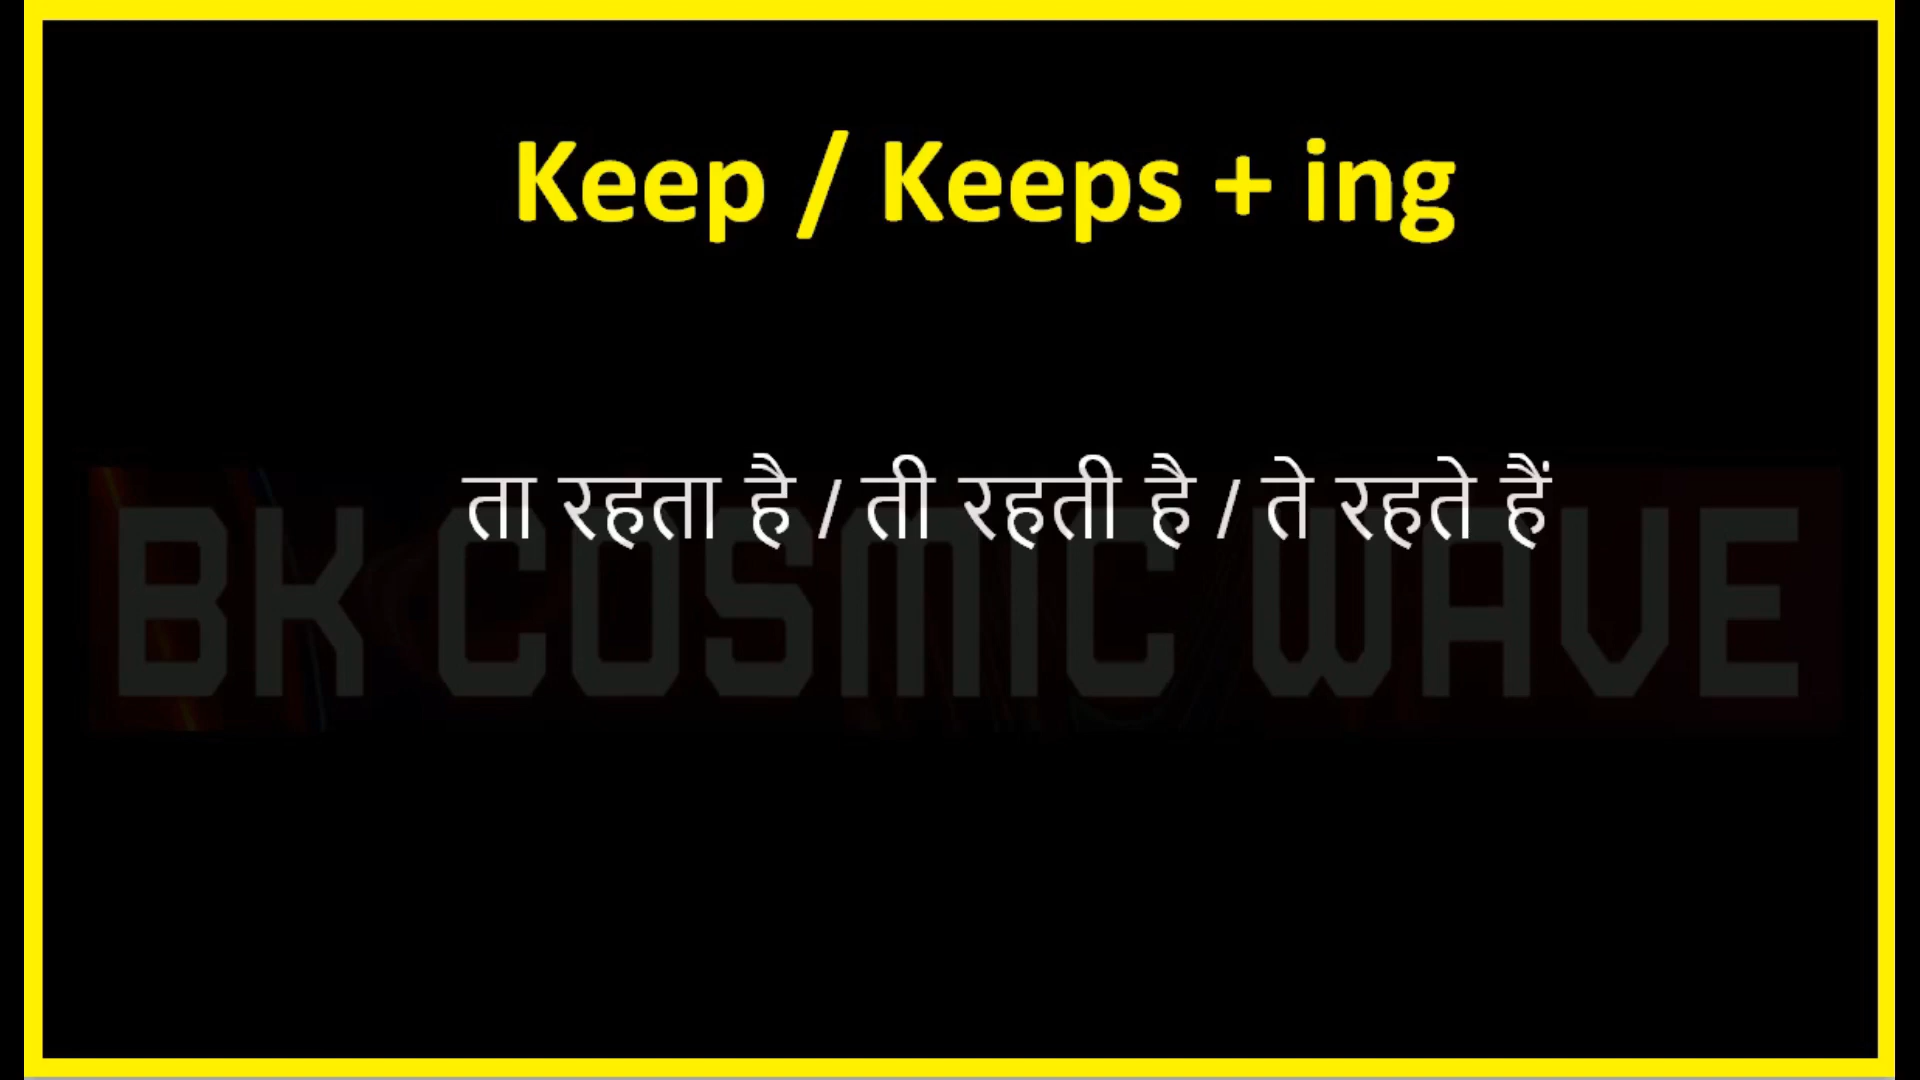 Keep / Keeps + ing
ता रहता है / ती रहती है / ते रहते हैं
BK COSMIC WAVE